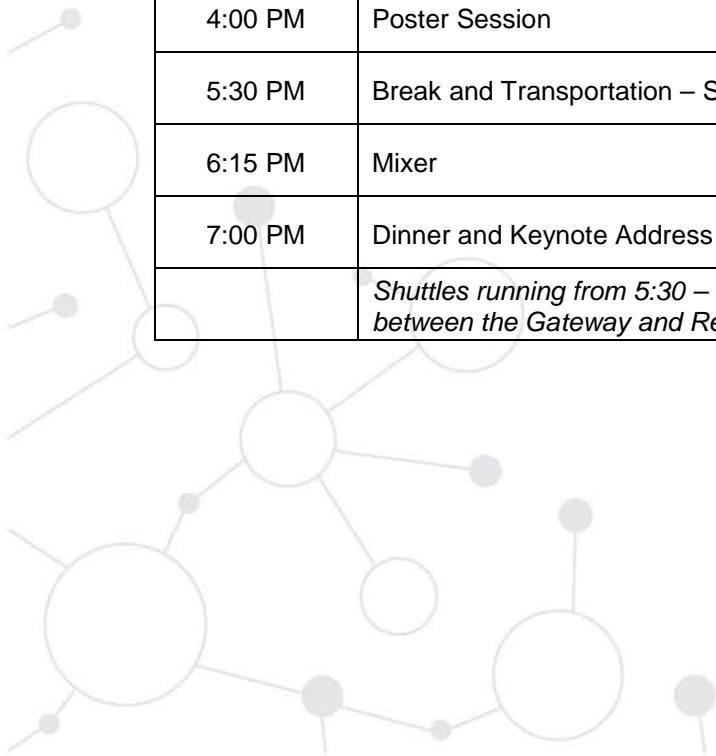 4:00 PM Poster Session
5:30 PM Break and Transportation –
6:15 PM Mixer
7:00 PM Dinner and Keynote Address
Shuttles running from 5:30 –
between the Gateway and